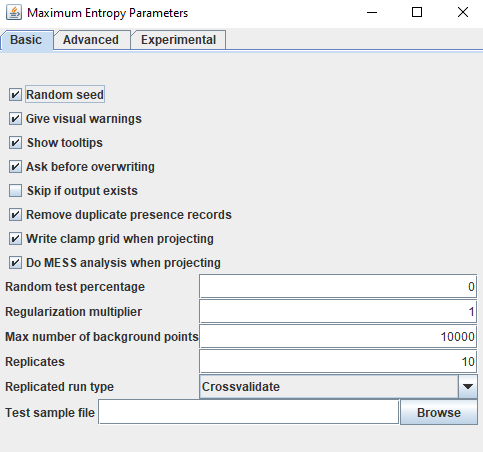 Maximum Entropy Parameters
Basic Advanced Experimental
Random seed
Give visual warnings
Show tooltips
Ask before overwriting
Skip if output exists
Remove duplicate presence records
Write clamp grid when projecting
Do MESS analysis when projecting
Random test percentage 0
Regularization multiplier 1
Max number of background points 10000
Replicates 10
Replicated run type Crossvalidate
Test sample file Browse